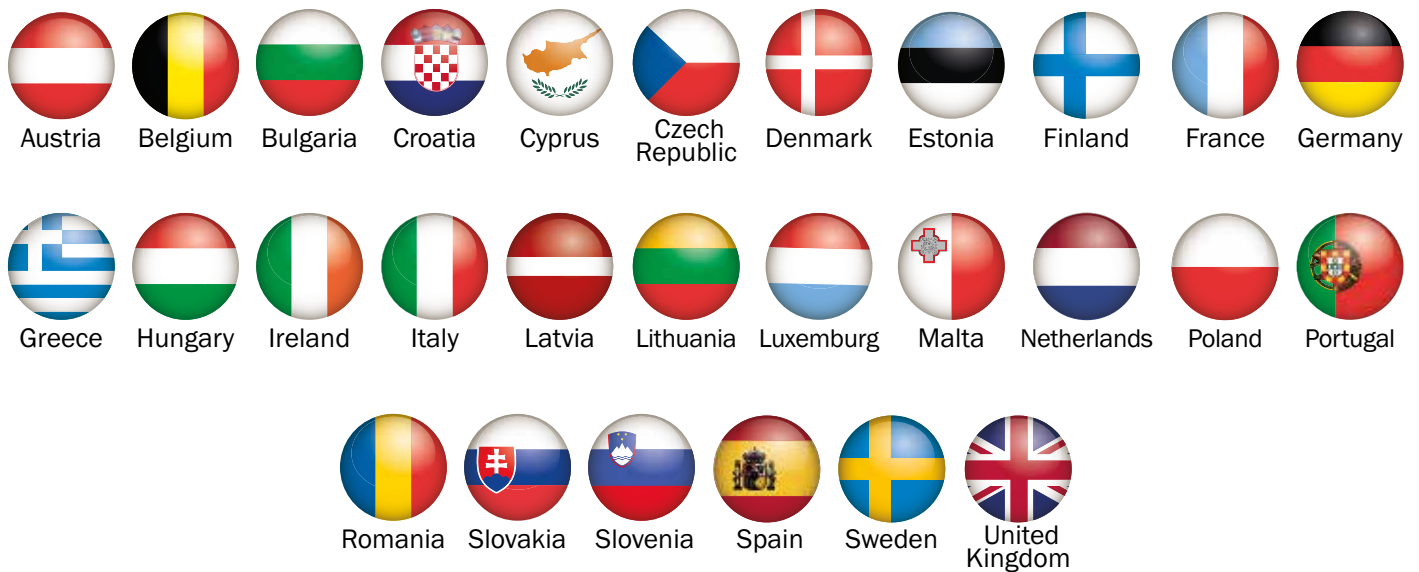 Austria
Belgium
Bulgaria
Croatia
Cyprus
Czech
Republic
Denmark
Estonia
Finland
France
Germany
Greece
Hungary
Ireland
Italy
Latvia
Lithuania
Luxemburg
Malta
Netherlands
Poland
Portugal
Romania
Slovakia
Slovenia
Spain
Sweden
United
Kingdom